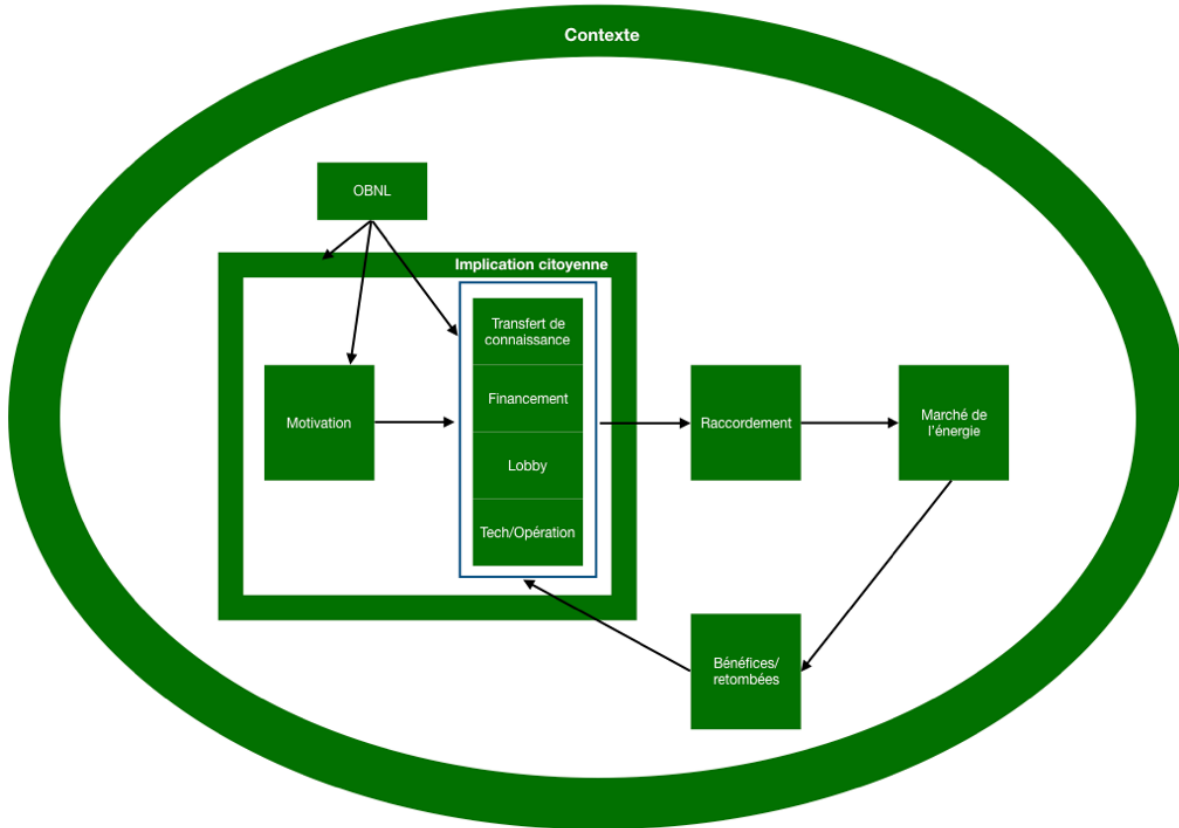 Contexte
OBNL
Implication citoyenne
Transfert de
connaissance
Motivation
Financement
Lobby
Tech/Opération
Raccordement
Marché de
l'énergie
Bénéfices/
retombées